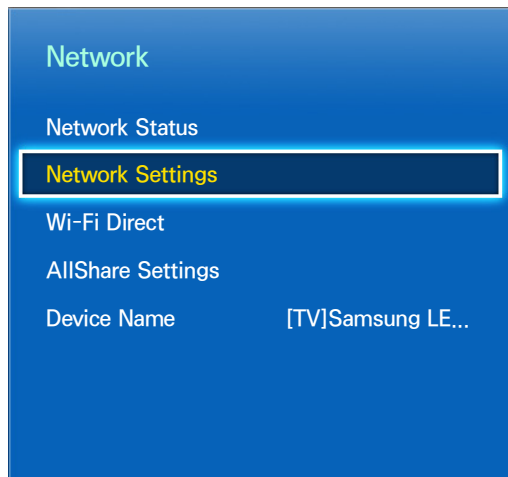 Network
Network Status
Network Settings
Wi-Fi Direct
AllShare Settings
Device Name [TV]Samsung LE...